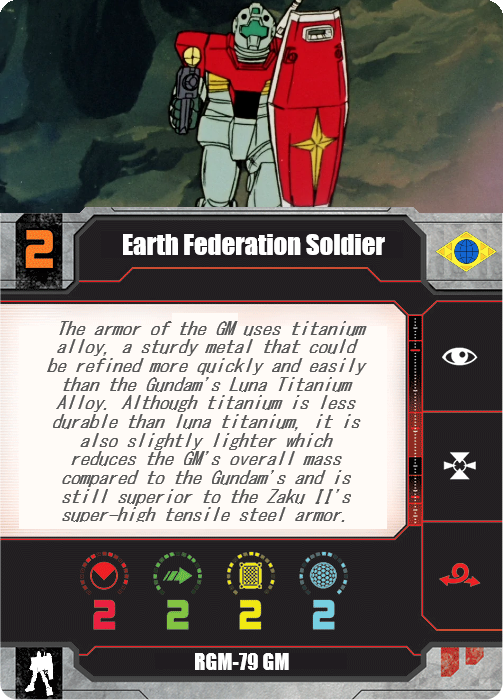 2
Earth Federation Soldier
The armor of the GM uses titanium
alloy, a sturdy metal that could
be refined more quickly and easily
than the Gundam's Luna Titanium
Alloy. Although titanium is less
durable than luna titanium, it is
also slightly lighter which
reduces the GM's overall mass
compared to the Gundam's and is
still superior to the Zaku II's
super-high tensile steel armor.
2 2 2 2
RGM-79 GM